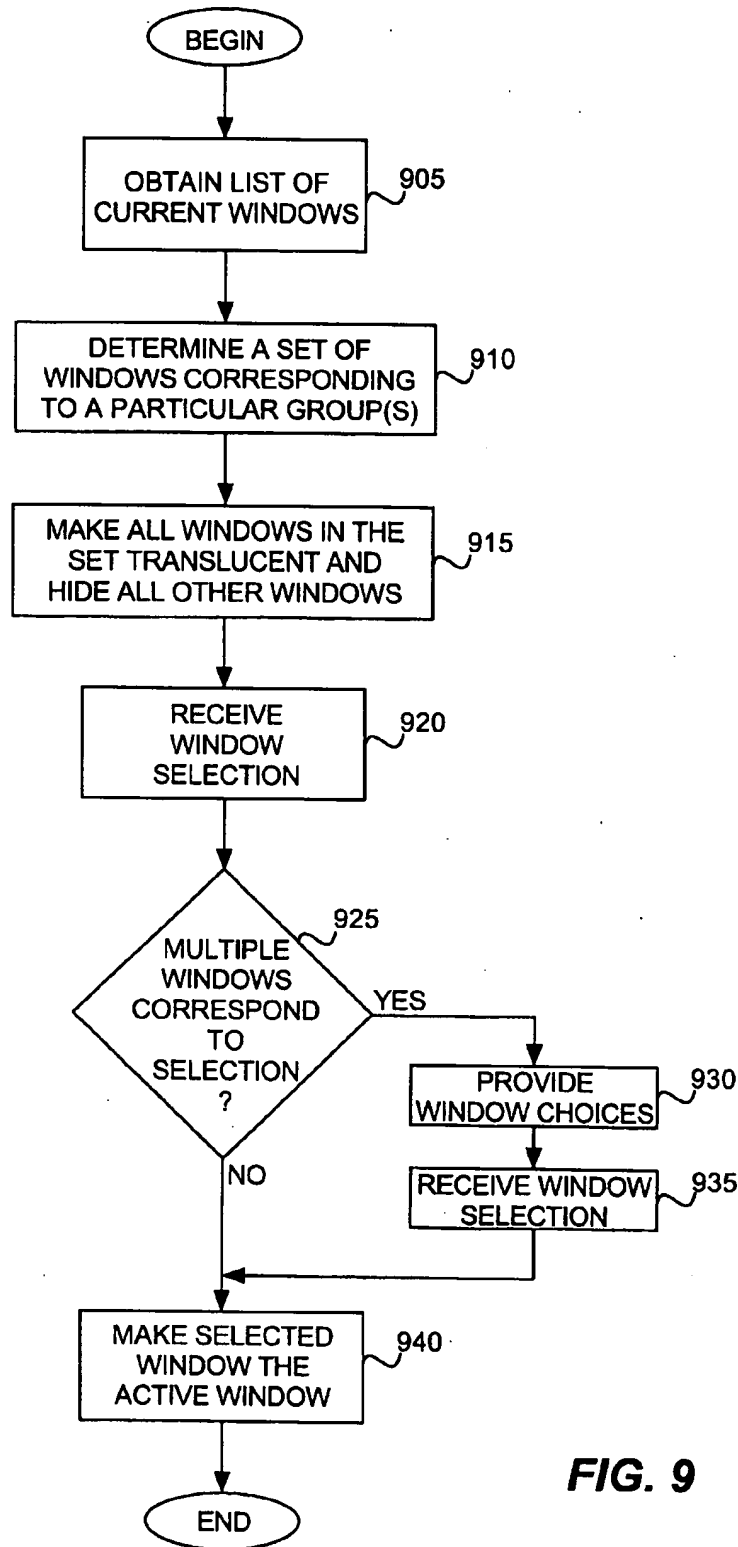 BEGIN
OBTAIN LIST OF
CURRENT WINDOWS
905
DETERMINE A SET OF
WINDOWS CORRESPONDING
TO A PARTICULAR GROUP(S)
910
MAKE ALL WINDOWS IN THE
SET TRANSLUCENT AND
HIDE ALL OTHER WINDOWS
915
RECEIVE
WINDOW
SELECTION
920
MULTIPLE
WINDOWS
CORRESPOND
TO
SELECTION
?
925
YES
PROVIDE
WINDOW CHOICES
930
RECEIVE WINDOW
SELECTION
935
NO
MAKE SELECTED
WINDOW THE
ACTIVE WINDOW
940
END
FIG. 9